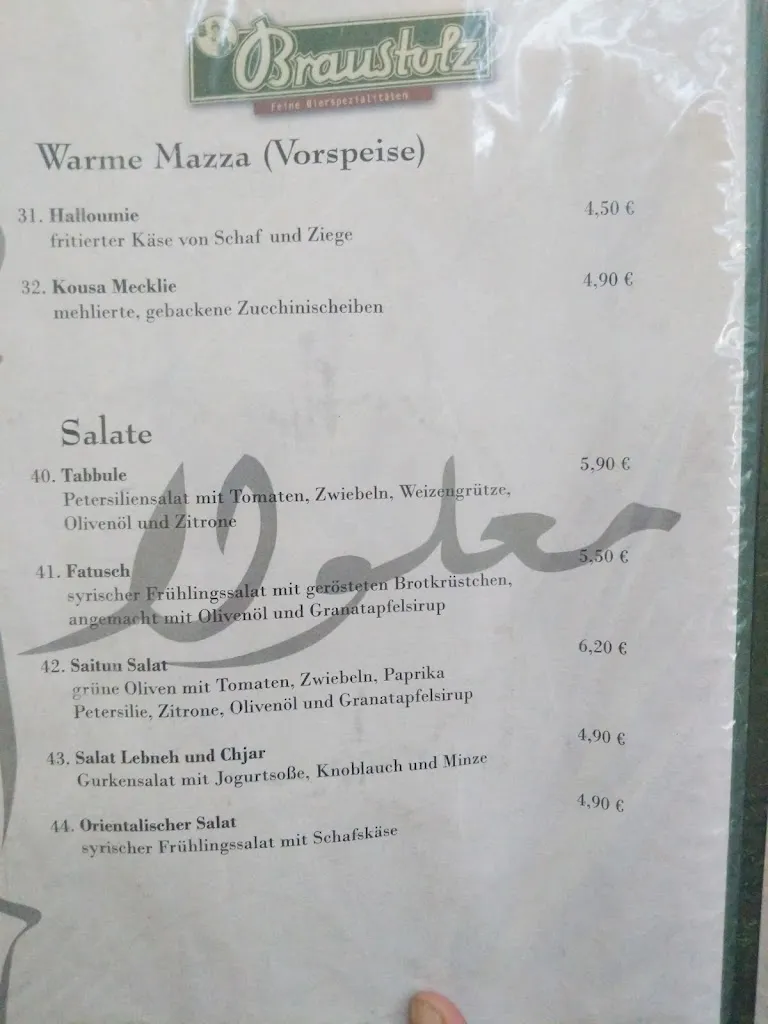 Braustolz
Feine Bierspezialitäten
Warme Mazza (Vorspeise)
31. Halloumie 4,50 €
fritierter Käse von Schaf und Ziege
32. Kousa Mecklie 4,90 €
mehlierte, gebackene Zucchinischeiben
Salate
40. Tabbule 5,90 €
Petersiliensalat mit Tomaten, Zwiebeln, Weizengrütze,
Olivenöl und Zitrone
معلولا
41. Fatusch 5,50 €
syrischer Frühlingssalat mit gerösteten Brotkrüstchen,
angemacht mit Olivenöl und Granatapfelsirup
42. Saitun Salat 6,20 €
grüne Oliven mit Tomaten, Zwiebeln, Paprika
Petersilie, Zitrone, Olivenöl und Granatapfelsirup
43. Salat Lebneh und Chjar 4,90 €
Gurkensalat mit Jogurtsoße, Knoblauch und Minze
44. Orientalischer Salat 4,90 €
syrischer Frühlingssalat mit Schafskäse